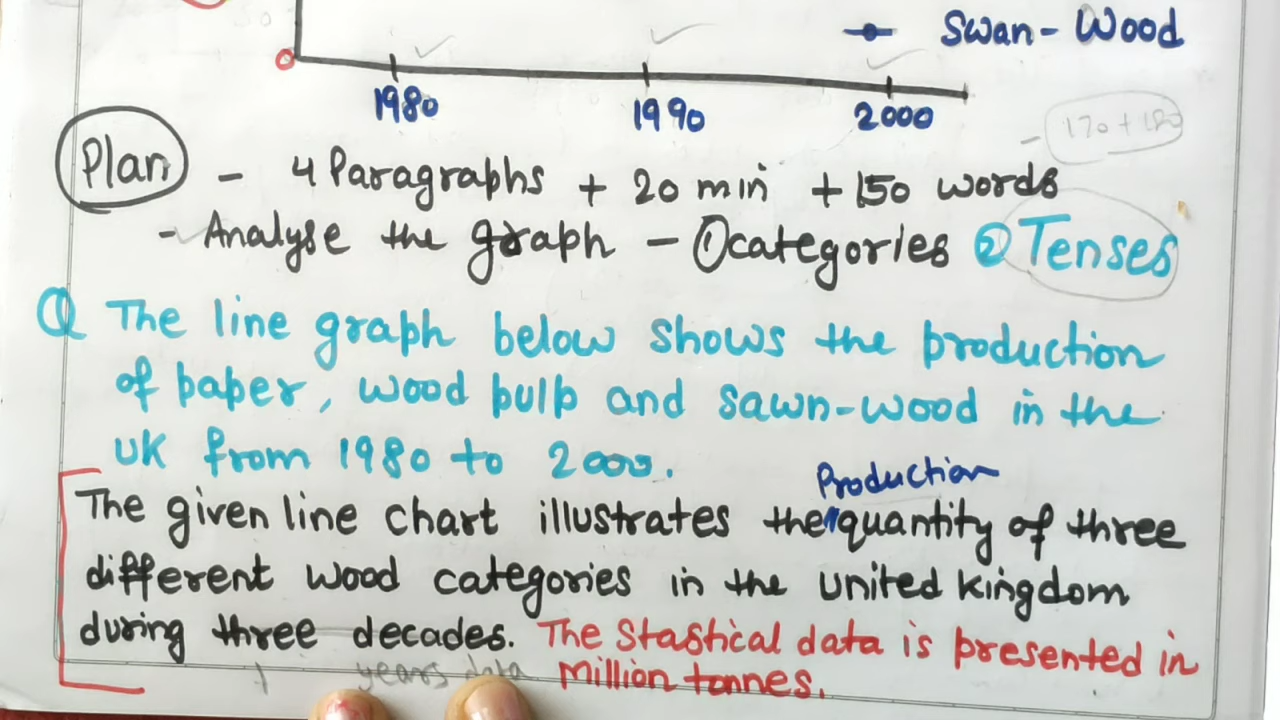 Swan-Wood
1980 1990 2000
170+180
Plan - 4 Paragraphs + 20 min + 150 words
- Analyse the graph - ① categories ② Tenses
Q The line graph below shows the production
of paper, wood pulp and sawn-wood in the
UK from 1980 to 2000.
Production
The given line chart illustrates the quantity of three
different wood categories in the united kingdom
during three decades. The Stastical data is presented in
years data Million tonnes.